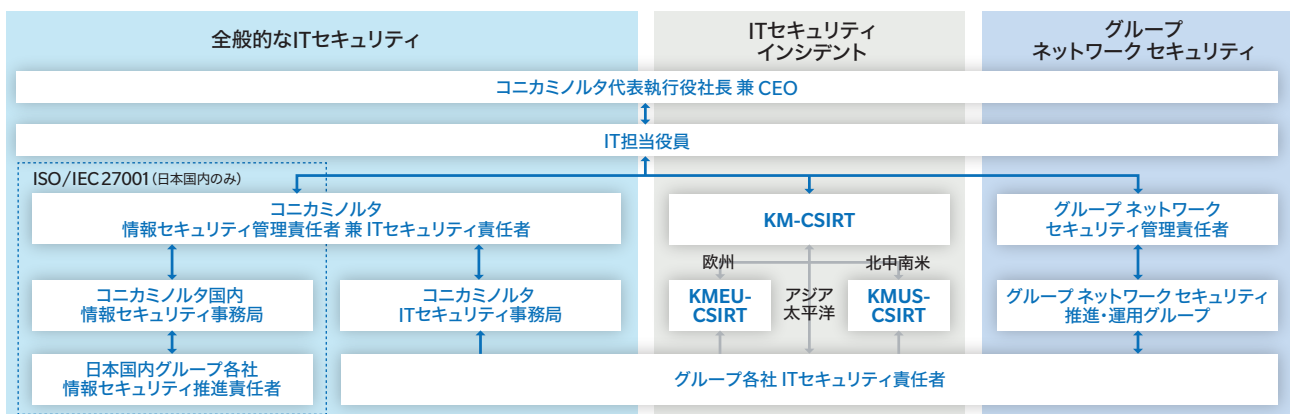 全般的なITセキュリティ
ITセキュリティ
インシデント
グループ
ネットワーク セキュリティ
コニカミノルタ代表執行役社長 兼 CEO
IT担当役員
ISO/IEC27001(日本国内のみ)
コニカミノルタ
情報セキュリティ管理責任者 兼 ITセキュリティ責任者
KM-CSIRT
グループ ネットワーク
セキュリティ管理責任者
欧州
北中南米
コニカミノルタ国内
情報セキュリティ事務局
コニカミノルタ
ITセキュリティ事務局
KMEU-
CSIRT
アジア
太平洋
KMUS-
CSIRT
グループ ネットワーク セキュリティ
推進・運用グループ
日本国内グループ各社
情報セキュリティ推進責任者
グループ各社 ITセキュリティ責任者